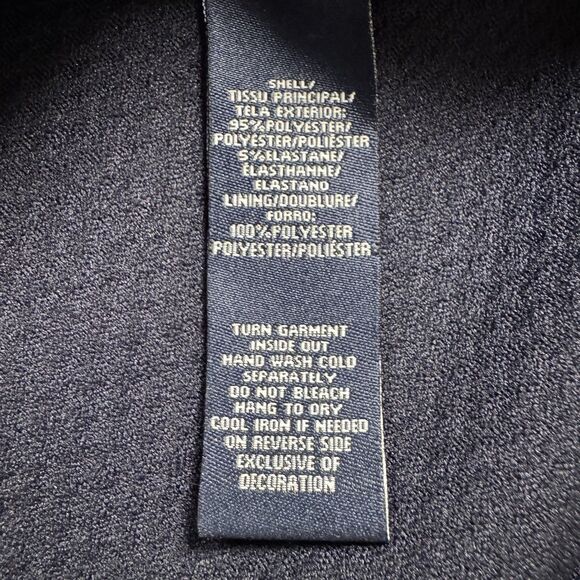 SHELL/
TISSU PRINCIPAL/
TELA EXTERIOR:
95%POLYESTER/
POLYESTER/POLIÉSTER
5%ELASTANE/
ÉLASTHANNE/
ELASTANO
LINING/DOUBLURE/
FORRO:
100%POLYESTER
POLYESTER/POLIÉSTER
TURN GARMENT
INSIDE OUT
HAND WASH COLD
SEPARATELY
DO NOT BLEACH
HANG TO DRY
COOL IRON IF NEEDED
ON REVERSE SIDE
EXCLUSIVE OF
DECORATION